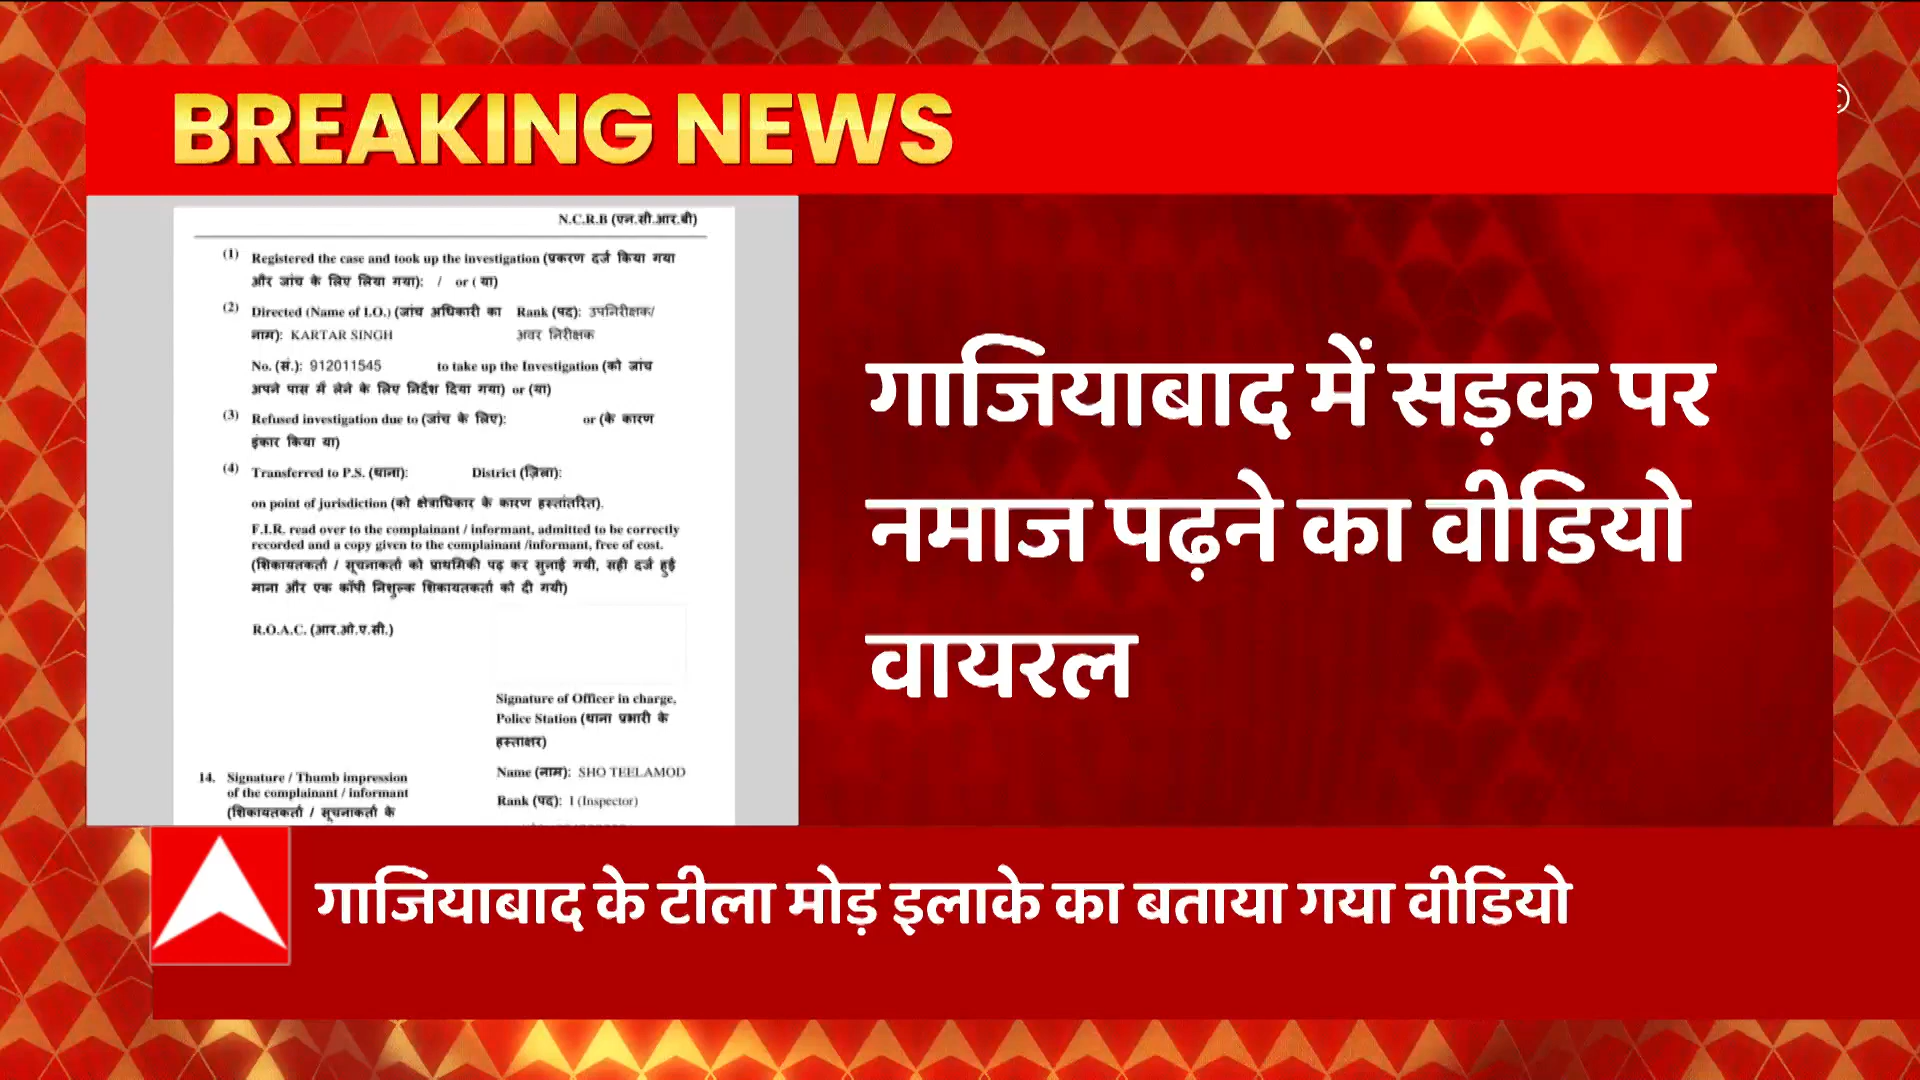 BREAKING NEWS
©
N.C.R.B (एन.सी.आर.बी)
(1) Registered the case and took up the investigation (प्रकरण दर्ज किया गया
और जांच के लिए लिया गया): / or ( या)
(2) Directed (Name of I.O.) (जांच अधिकारी का Rank (पद): उपनिरीक्षक/
नाम): KARTAR SINGH अवर निरीक्षक
No. (सं.): 912011545 to take up the Investigation (को जांच
अपने पास में लेने के लिए निर्देश दिया गया) or (या)
(3) Refused investigation due to (जांच के लिए): or (के कारण
इंकार किया या)
(4) Transferred to P.S. (थाना): District (ज़िला):
on point of jurisdiction (को क्षेत्राधिकार के कारण हस्तांतरित).
F.I.R. read over to the complainant / informant, admitted to be correctly
recorded and a copy given to the complainant /informant, free of cost.
(शिकायतकर्ता / सूचनाकर्ता को प्राथमिकी पढ़ कर सुनाई गयी, सही दर्ज हुई
माना और एक कॉपी निशुल्क शिकायतकर्ता को दी गयी)
R.O.A.C. (आर.ओ.ए.सी.)
Signature of Officer in charge,
Police Station (थाना प्रभारी के
हस्ताक्षर)
Name (नाम): SHO TEELAMOD
Rank (पद): I (Inspector)
14. Signature / Thumb impression
of the complainant / informant
(शिकायतकर्ता / सूचनाकर्ता के
गाजियाबाद में सड़क पर
नमाज पढ़ने का वीडियो
वायरल
गाजियाबाद के टीला मोड़ इलाके का बताया गया वीडियो